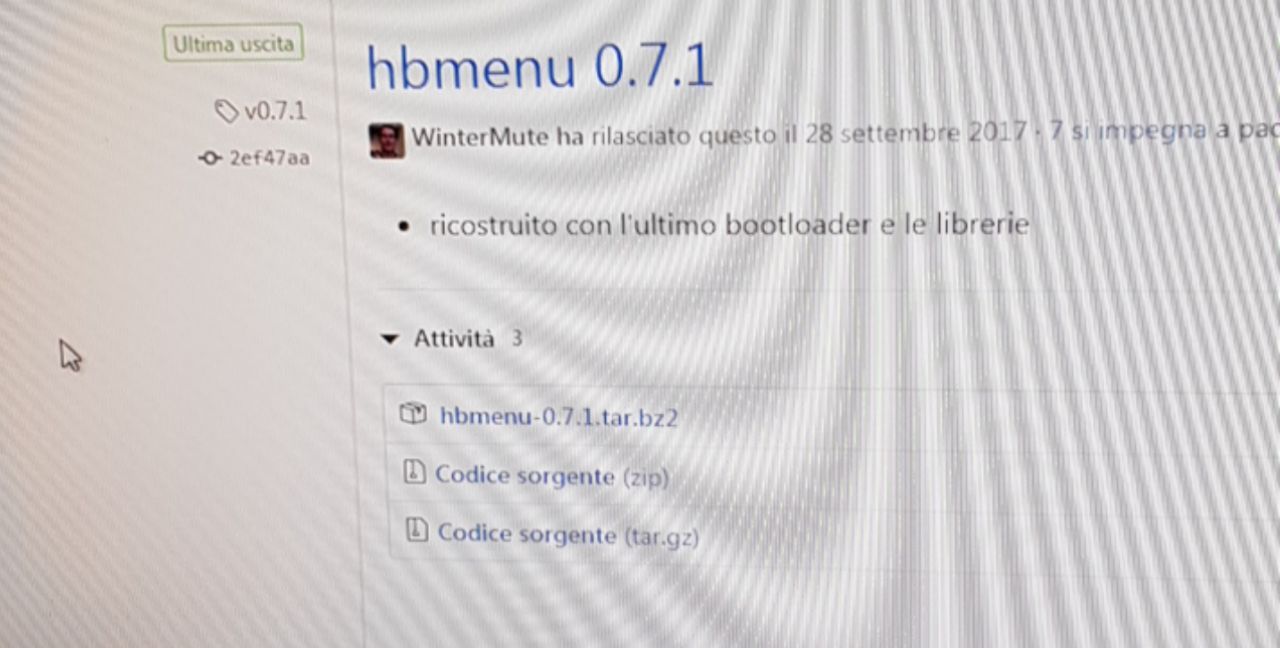 Ultima uscita
hbmenu 0.7.1
v0.7.1
WinterMute ha rilasciato questo il 28 settembre 2017 · 7 si impegna a
2ef47aa
ricostruito con l'ultimo bootloader e le librerie
Attività 3
hbmenu-0.7.1.tar.bz2
Codice sorgente (zip)
Codice sorgente (tar.gz)